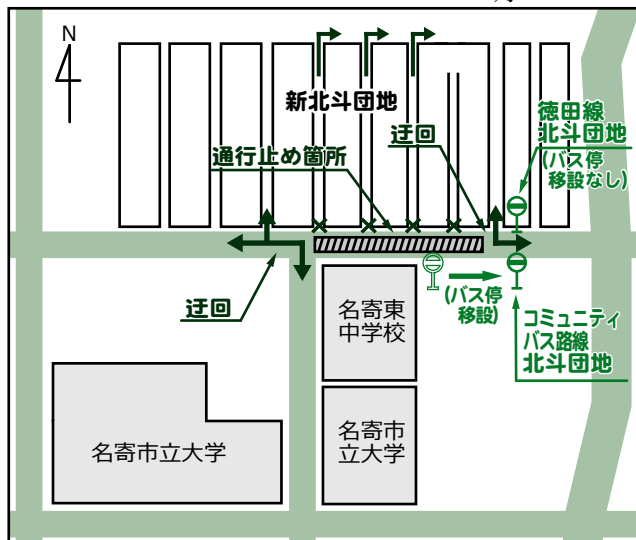 N
新北斗団地
徳田線
北斗団地
(バス停
移設なし)
通行止め箇所
迂回
迂回
(バス停
移設)
コミュニティ
バス路線
北斗団地
名寄東
中学校
名寄市立大学
名寄市
立大学